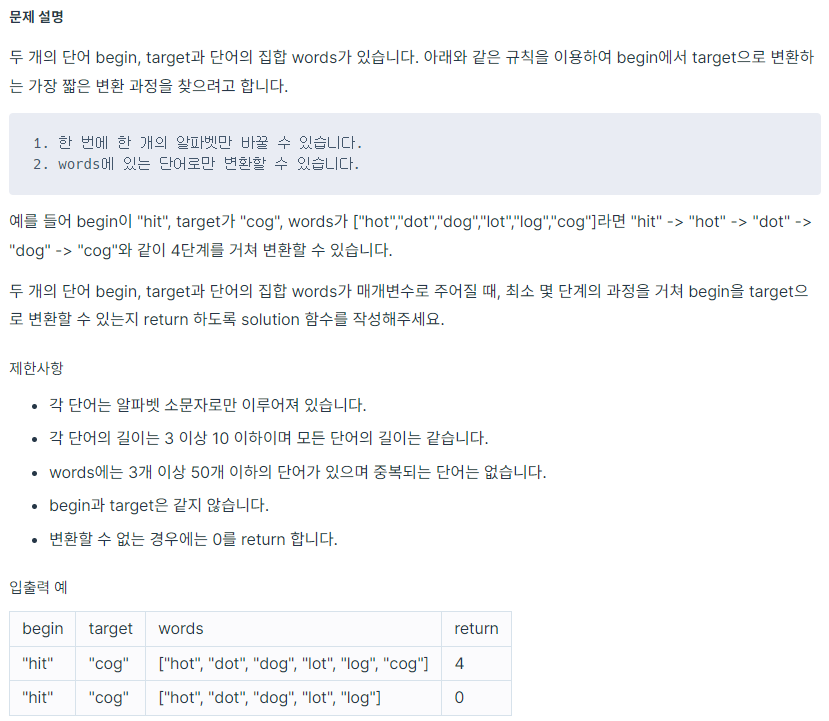 문제 설명
두 개의 단어 begin, target과 단어의 집합 words가 있습니다. 아래와 같은 규칙을 이용하여 begin에서 target으로 변환하
는 가장 짧은 변환 과정을 찾으려고 합니다.
1. 한 번에 한 개의 알파벳만 바꿀 수 있습니다.
2. words에 있는 단어로만 변환할 수 있습니다.
예를 들어 begin이 "hit", target가 "cog", words가 ["hot","dot","dog","lot","log","cog"]라면 "hit" -> "hot" -> "dot" ->
"dog" -> "cog"와 같이 4단계를 거쳐 변환할 수 있습니다.
두 개의 단어 begin, target과 단어의 집합 words가 매개변수로 주어질 때, 최소 몇 단계의 과정을 거쳐 begin을 target으
로 변환할 수 있는지 return 하도록 solution 함수를 작성해주세요.
제한사항
• 각 단어는 알파벳 소문자로만 이루어져 있습니다.
• 각 단어의 길이는 3 이상 10 이하이며 모든 단어의 길이는 같습니다.
• words에는 3개 이상 50개 이하의 단어가 있으며 중복되는 단어는 없습니다.
• begin과 target은 같지 않습니다.
• 변환할 수 없는 경우에는 0를 return 합니다.
입출력 예
begin target words return
"hit" "cog" ["hot", "dot", "dog", "lot", "log", "cog"] 4
"hit" "cog" ["hot", "dot", "dog", "lot", "log"] 0